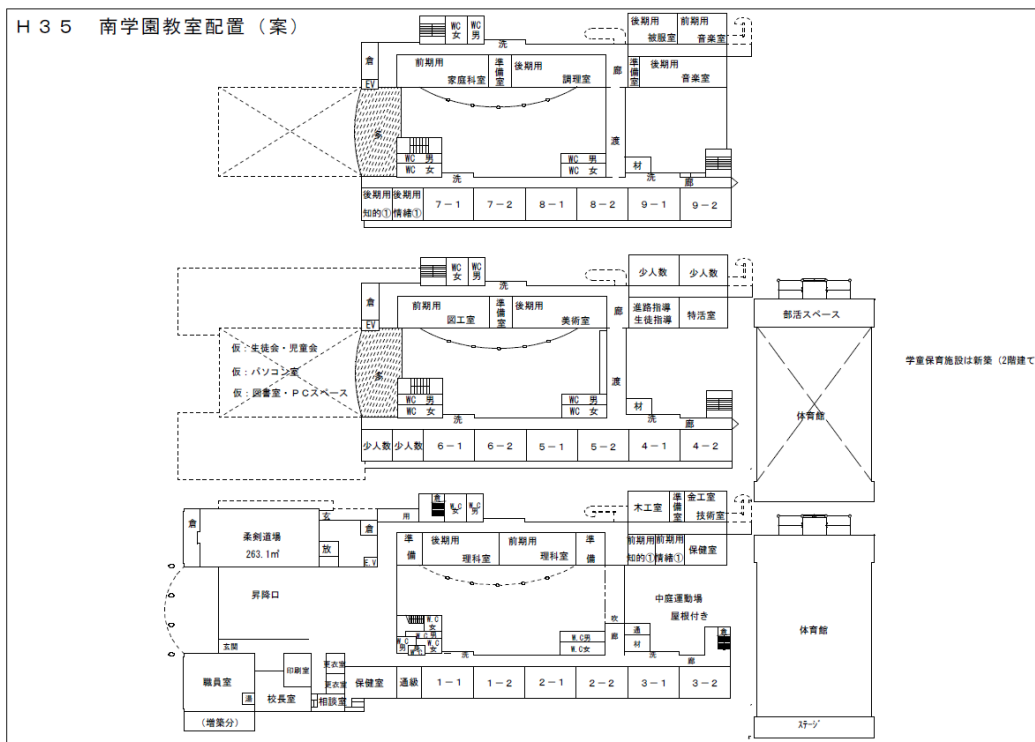 Ｈ３５　南学園教室配置（案）
WC 女
WC 男
洗
後期用 被服室
前期用 音楽室
倉
EV
前期用 家庭科室
準備室
後期用 調理室
廊
準備室
後期用 音楽室
多
渡
WC 男
WC 女
WC 男
WC 女
材
洗
洗
廊
後期用 知的①
後期用 情緒①
７－１
７－２
８－１
８－２
９－１
９－２
WC 女
WC 男
洗
少人数
少人数
倉
EV
前期用 図工室
準備室
後期用 美術室
廊
進路指導 生徒指導
特活室
部活スペース
仮：生徒会・児童会
仮：パソコン室
仮：図書室・ＰＣスペース
多
渡
学童保育施設は新築（2階建て
WC 男
WC 女
WC 男
WC 女
材
体育館
洗
洗
廊
少人数
少人数
６－１
６－２
５－１
５－２
４－１
４－２
倉
柔剣道場
263.1㎡
玄
用
倉
W.C 女
W.C 男
洗
木工室
準備室
金工室 技術室
倉
放
E.V
準備
後期用 理科室
前期用 理科室
準備
前期用 知的①
前期用 情緒①
保健室
昇降口
中庭運動場
屋根付き
体育館
W.C 女
W.C 男
W.C 女
W.C 男
W.C男
W.C女
吹
廊
通
材
倉
玄関
洗
洗
廊
職員室
湯
印刷室
校長室
更衣室
更衣室
相談室
保健室
通級
１－１
１－２
２－１
２－２
３－１
３－２
（増築分）
ｽﾃｰｼﾞ